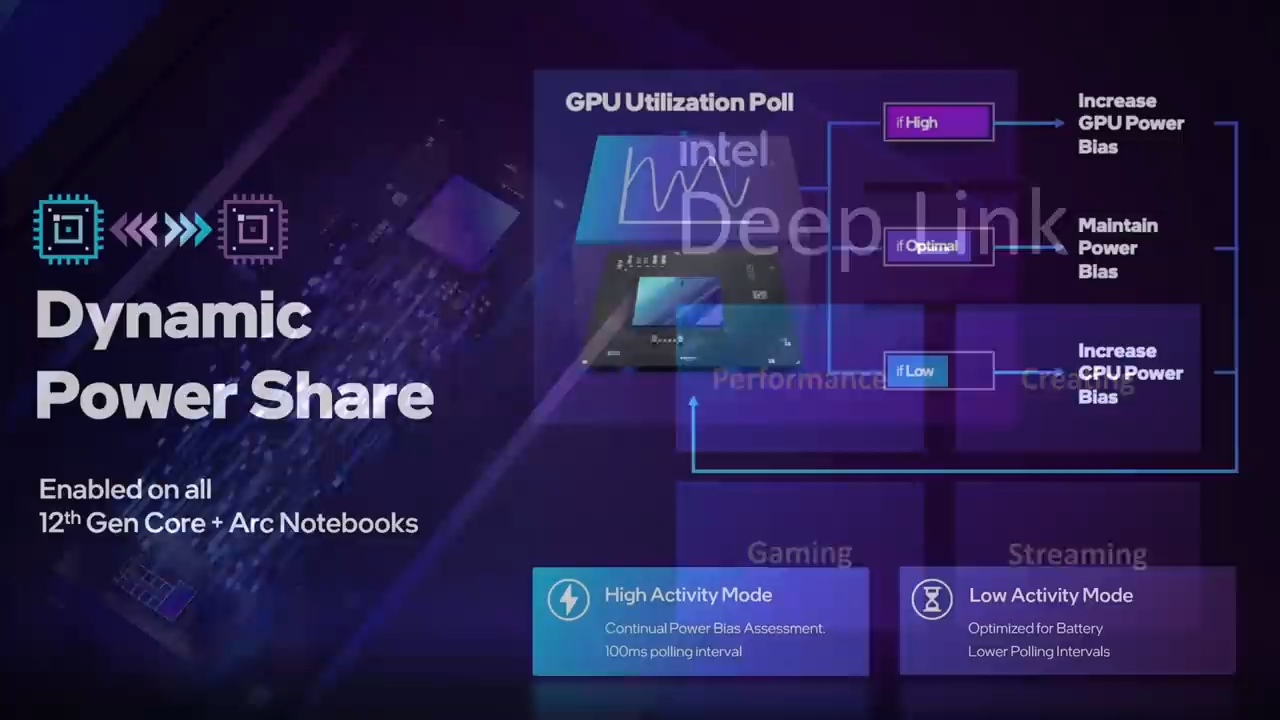 Dynamic
Power Share
Enabled on all
12th Gen Core + Arc Notebooks
GPU Utilization Poll
if High
Increase
GPU Power
Bias
if Optimal
Maintain
Power
Bias
if Low
Increase
CPU Power
Bias
intel
Deep Link
Performance
Creating
Gaming
Streaming
High Activity Mode
Continual Power Bias Assessment.
100ms polling interval
Low Activity Mode
Optimized for Battery
Lower Polling Intervals